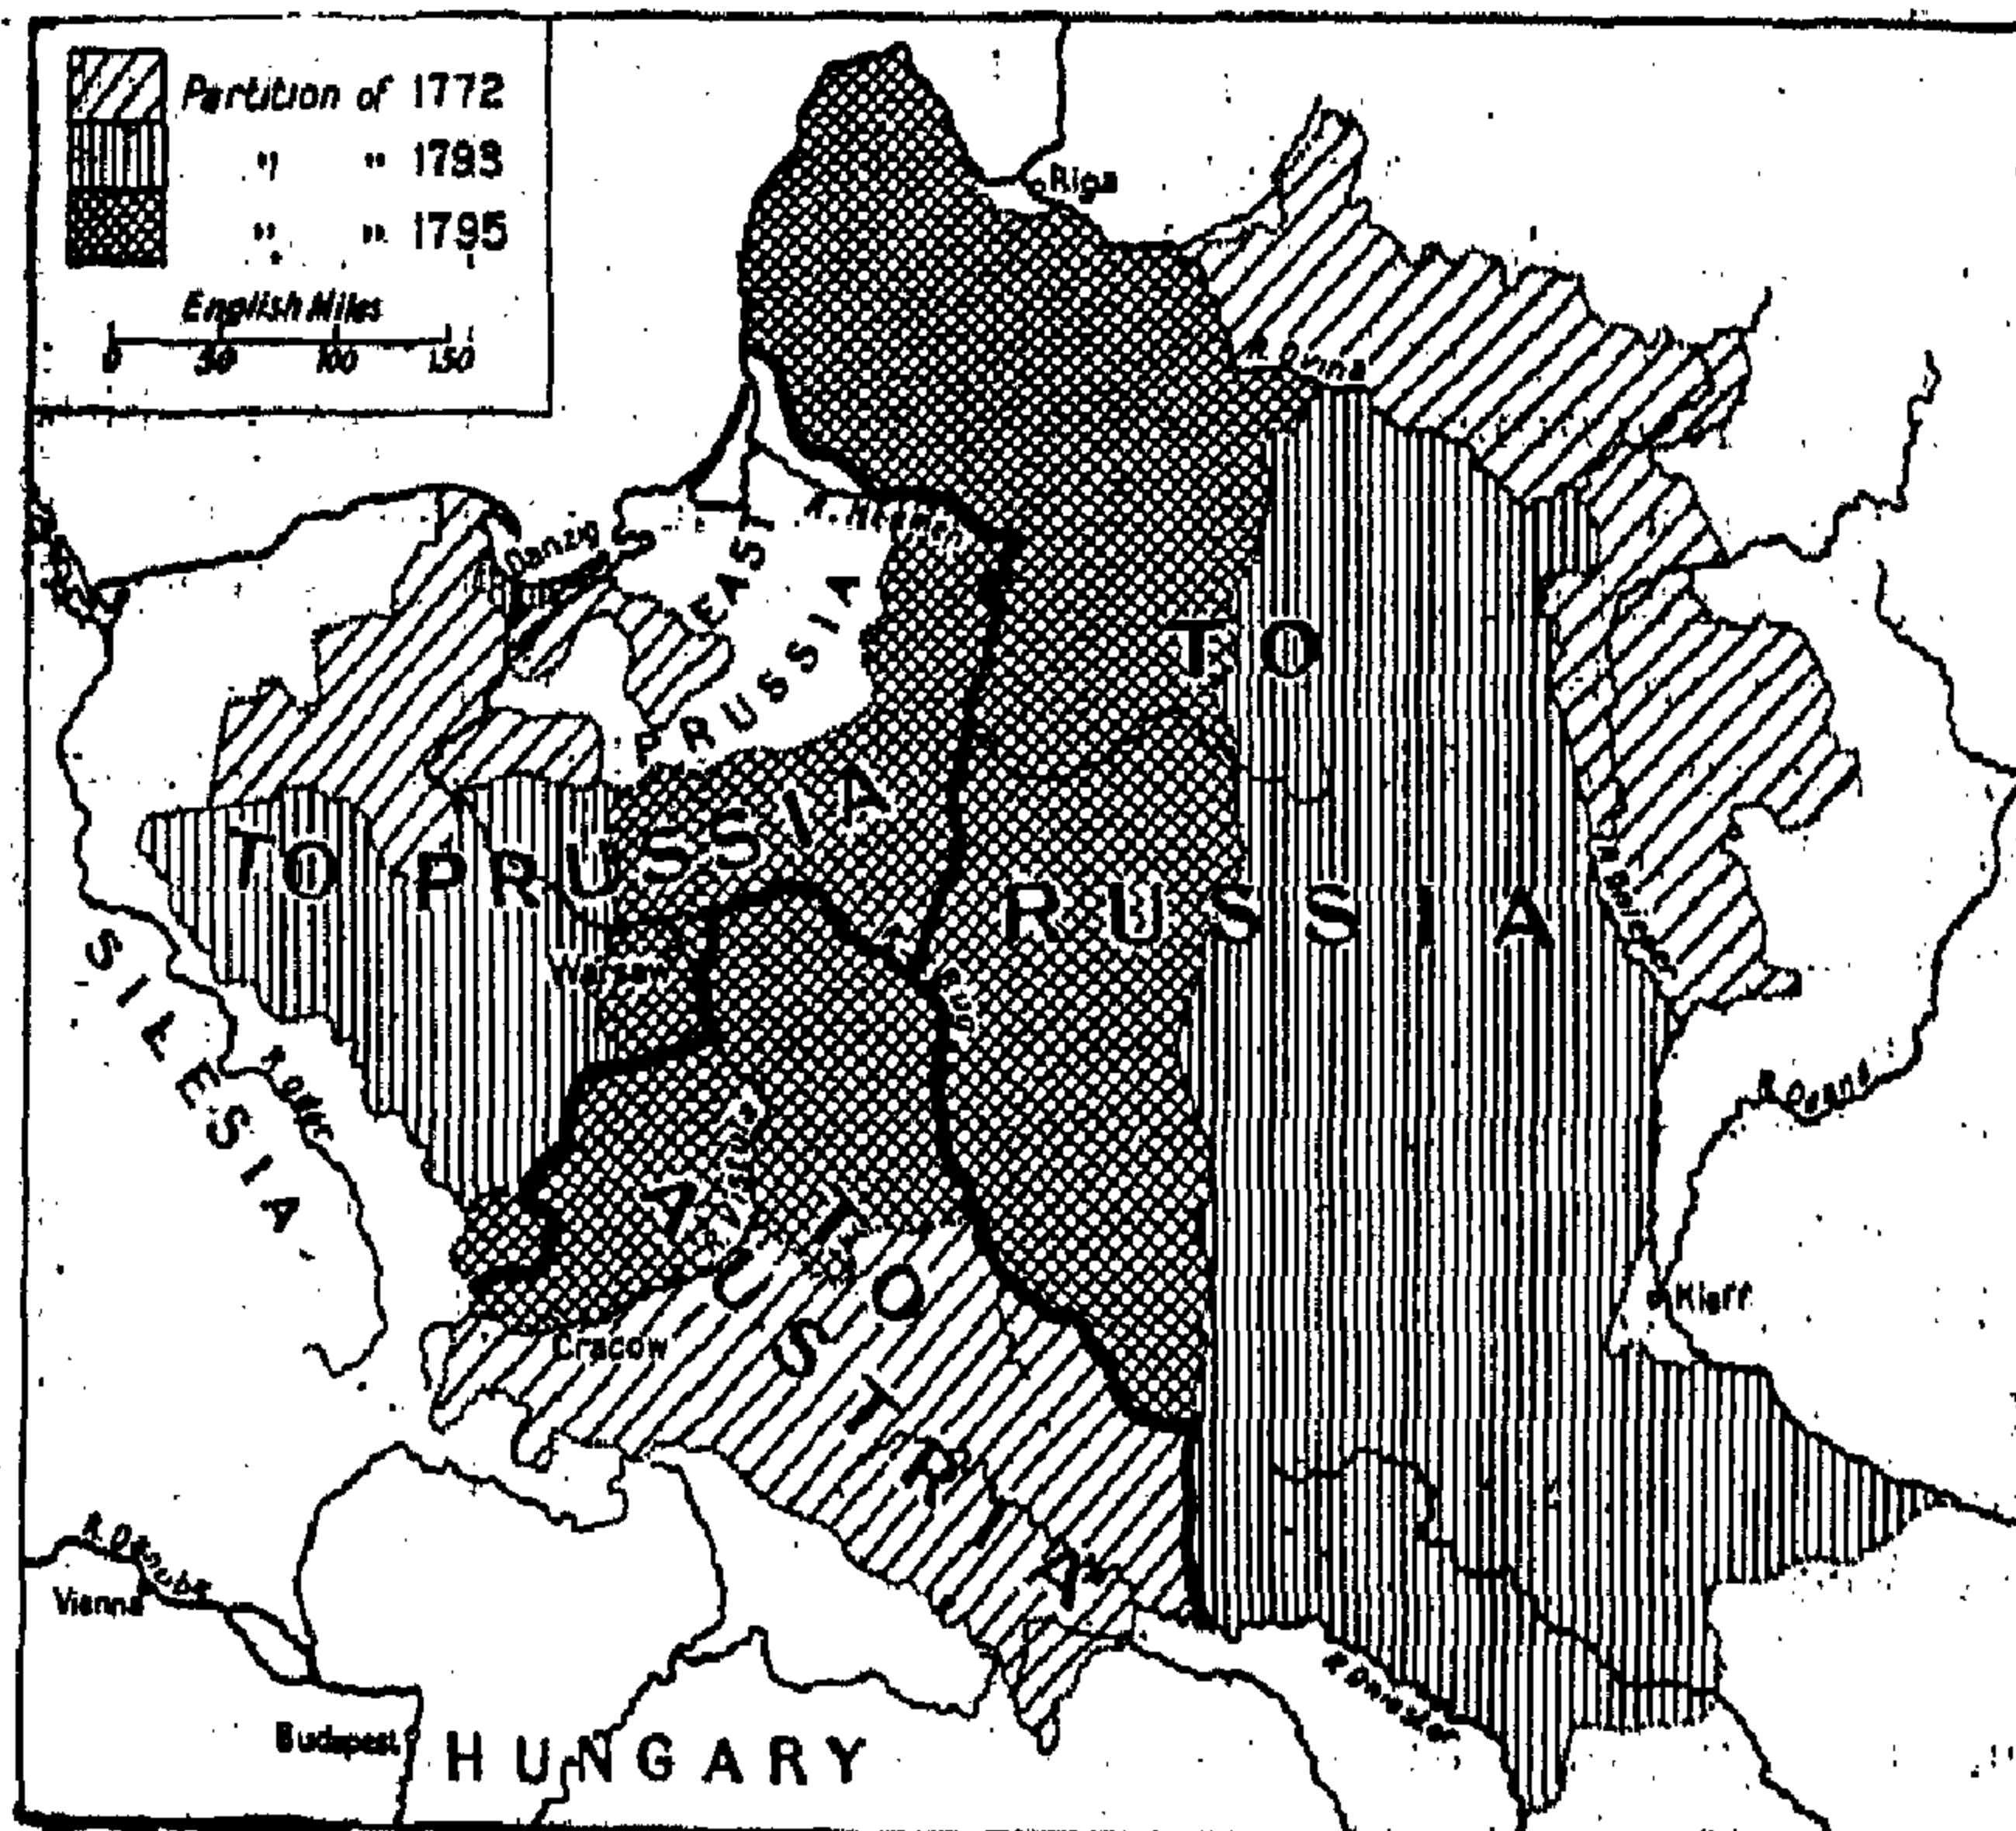 Partition of 1772
" " 1793
" " 1795
English Miles
0 50 100 150
Riga
R. Dvina
R. Niemen
Danzig
EAST
PRUSSIA
TO
RUSSIA
TO PRUSSIA
Warsaw
R. Bug
R. Dnieper
SILESIA
R. Oder
R. Vistula
TO
AUSTRIA
Cracow
R. Desna
Kieff
R. Danube
Vienna
Budapest
HUNGARY
R. Dniester